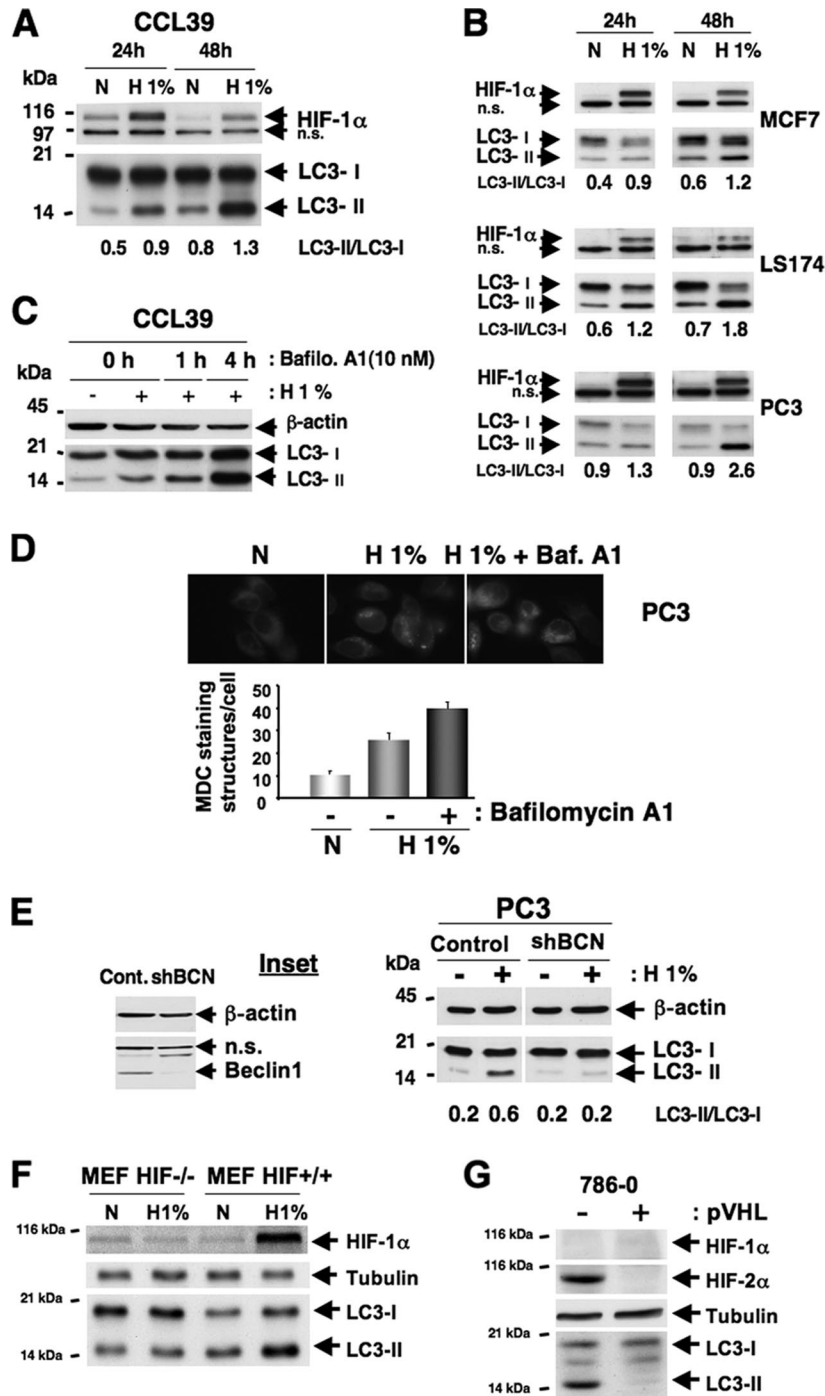 A
CCL39
24h 48h
kDa
N H 1% N H 1%
116
97
HIF-1α
n.s.
21
LC3- I
14
LC3- II
0.5 0.9 0.8 1.3 LC3-II/LC3-I
B
24h 48h
N H 1% N H 1%
HIF-1α
n.s.
MCF7
LC3- I
LC3- II
LC3-II/LC3-I 0.4 0.9 0.6 1.2
HIF-1α
n.s.
LS174
LC3- I
LC3- II
LC3-II/LC3-I 0.6 1.2 0.7 1.8
HIF-1α
n.s.
PC3
LC3- I
LC3- II
LC3-II/LC3-I 0.9 1.3 0.9 2.6
C
CCL39
0 h 1 h 4 h : Bafilo. A1(10 nM)
kDa
- + + + : H 1 %
45
β-actin
21
LC3- I
14
LC3- II
D
N H 1% H 1% + Baf. A1
PC3
MDC staining
structures/cell
50
40
30
20
10
0
- - + : Bafilomycin A1
N H 1%
E
Inset
Cont. shBCN
β-actin
n.s.
Beclin1
PC3
Control shBCN
kDa
- + - + : H 1%
45
β-actin
21
LC3- I
14
LC3- II
0.2 0.6 0.2 0.2 LC3-II/LC3-I
F
MEF HIF-/- MEF HIF+/+
N H1% N H1%
116 kDa
HIF-1α
Tubulin
21 kDa
LC3-I
14 kDa
LC3-II
G
786-0
- + : pVHL
116 kDa
HIF-1α
116 kDa
HIF-2α
Tubulin
21 kDa
LC3-I
14 kDa
LC3-II